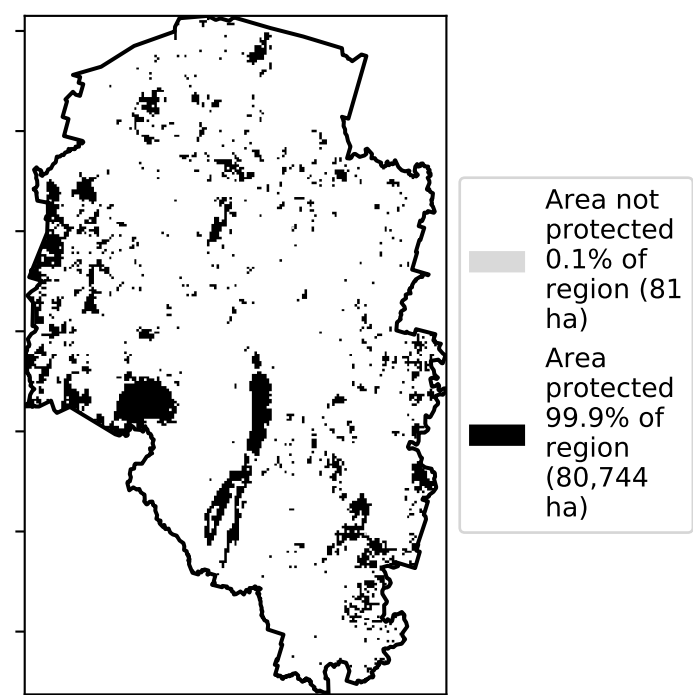 Area not
protected
0.1% of
region (81
ha)
Area
protected
99.9% of
region
(80,744
ha)